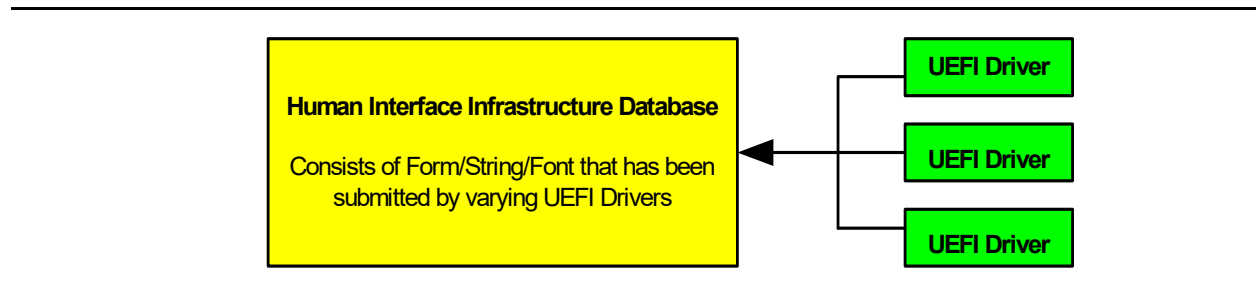 Human Interface Infrastructure Database
Consists of Form/String/Font that has been
submitted by varying UEFI Drivers
UEFI Driver
UEFI Driver
UEFI Driver